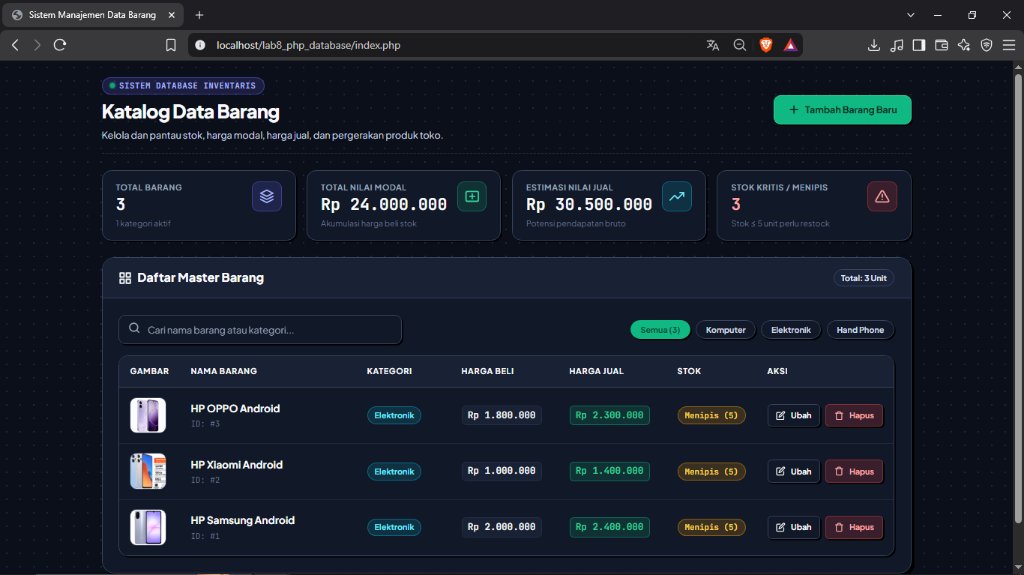 Sistem Manajemen Data Barang
localhost/lab8_php_database/index.php
SISTEM DATABASE INVENTARIS
Katalog Data Barang
Kelola dan pantau stok, harga modal, harga jual, dan pergerakan produk toko.
+ Tambah Barang Baru
TOTAL BARANG
3
1 kategori aktif
TOTAL NILAI MODAL
Rp 24.000.000
Akumulasi harga beli stok
ESTIMASI NILAI JUAL
Rp 30.500.000
Potensi pendapatan bruto
STOK KRITIS / MENIPIS
3
Stok ≤ 5 unit perlu restock
Daftar Master Barang
Total: 3 Unit
Cari nama barang atau kategori...
Semua (3) Komputer Elektronik Hand Phone
GAMBAR NAMA BARANG KATEGORI HARGA BELI HARGA JUAL STOK AKSI
HP OPPO Android
ID: #3
Elektronik Rp 1.800.000 Rp 2.300.000 Menipis (5) Ubah Hapus
HP Xiaomi Android
ID: #2
Elektronik Rp 1.000.000 Rp 1.400.000 Menipis (5) Ubah Hapus
HP Samsung Android
ID: #1
Elektronik Rp 2.000.000 Rp 2.400.000 Menipis (5) Ubah Hapus